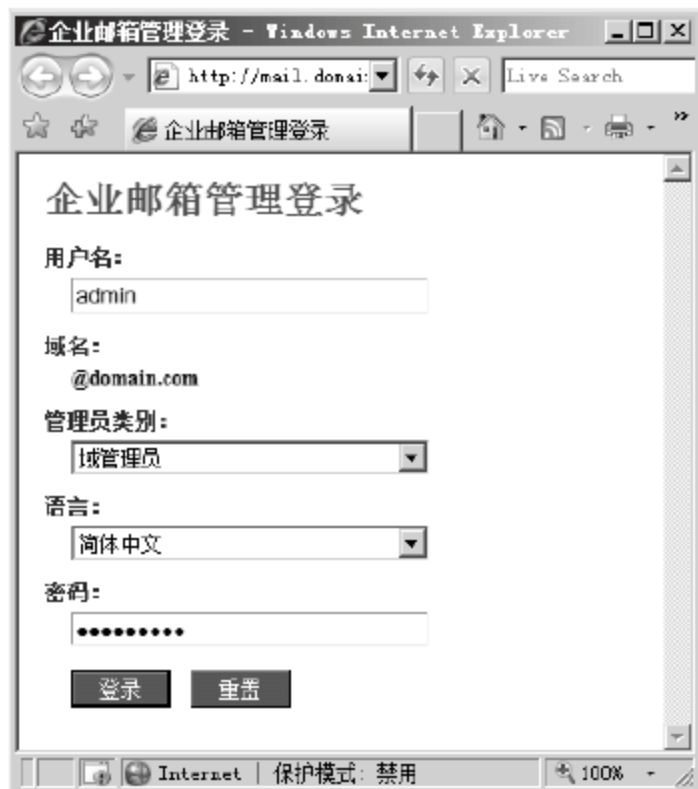 企业邮箱管理登录 - Windows Internet Explorer
http://mail.domai
Live Search
企业邮箱管理登录
企业邮箱管理登录
用户名:
admin
域名:
@domain.com
管理员类别:
域管理员
语言:
简体中文
密码:
•••••••••
登录 重置
Internet | 保护模式: 禁用 100%